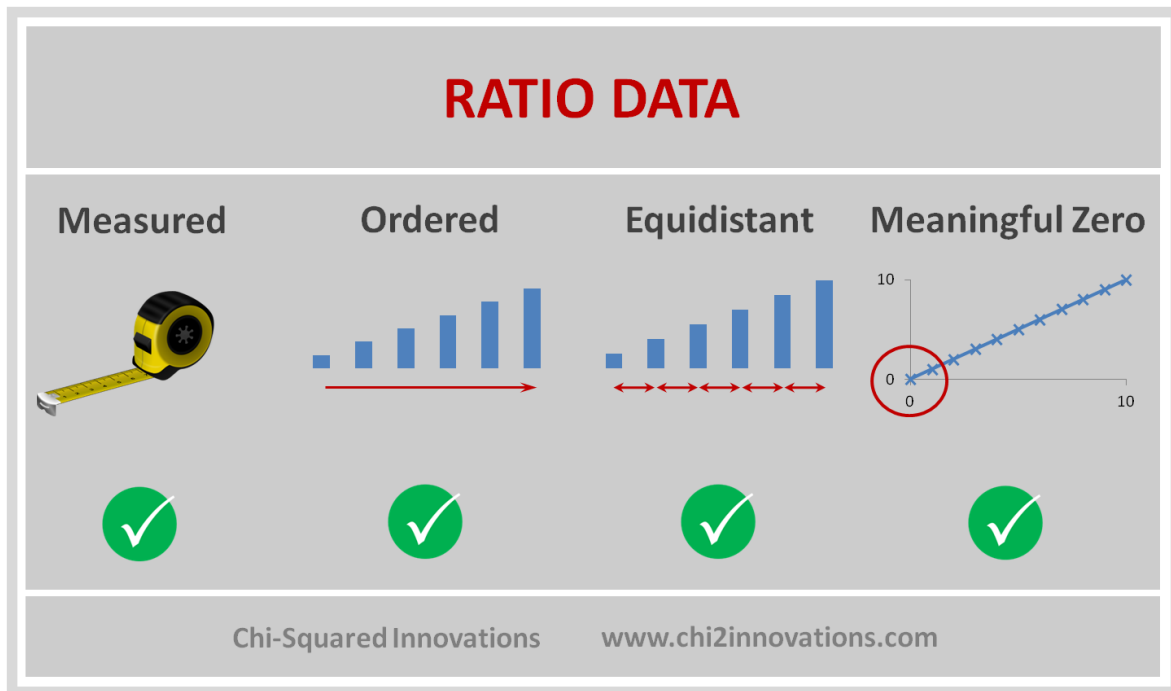 RATIO DATA
Measured
Ordered
Equidistant
Meaningful Zero
10
0
0
10
Chi-Squared Innovations www.chi2innovations.com